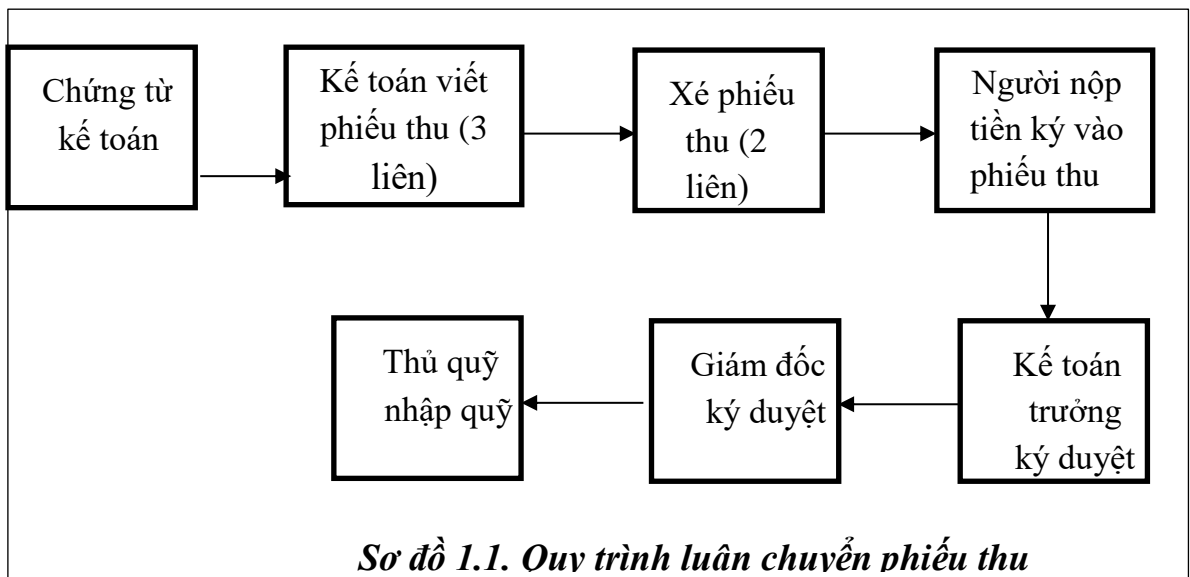 Chứng từ
kế toán
Kế toán viết
phiếu thu (3
liên)
Xé phiếu
thu (2
liên)
Người nộp
tiền ký vào
phiếu thu
Kế toán
trưởng
ký duyệt
Giám đốc
ký duyệt
Thủ quỹ
nhập quỹ
Sơ đồ 1.1. Quy trình luân chuyển phiếu thu